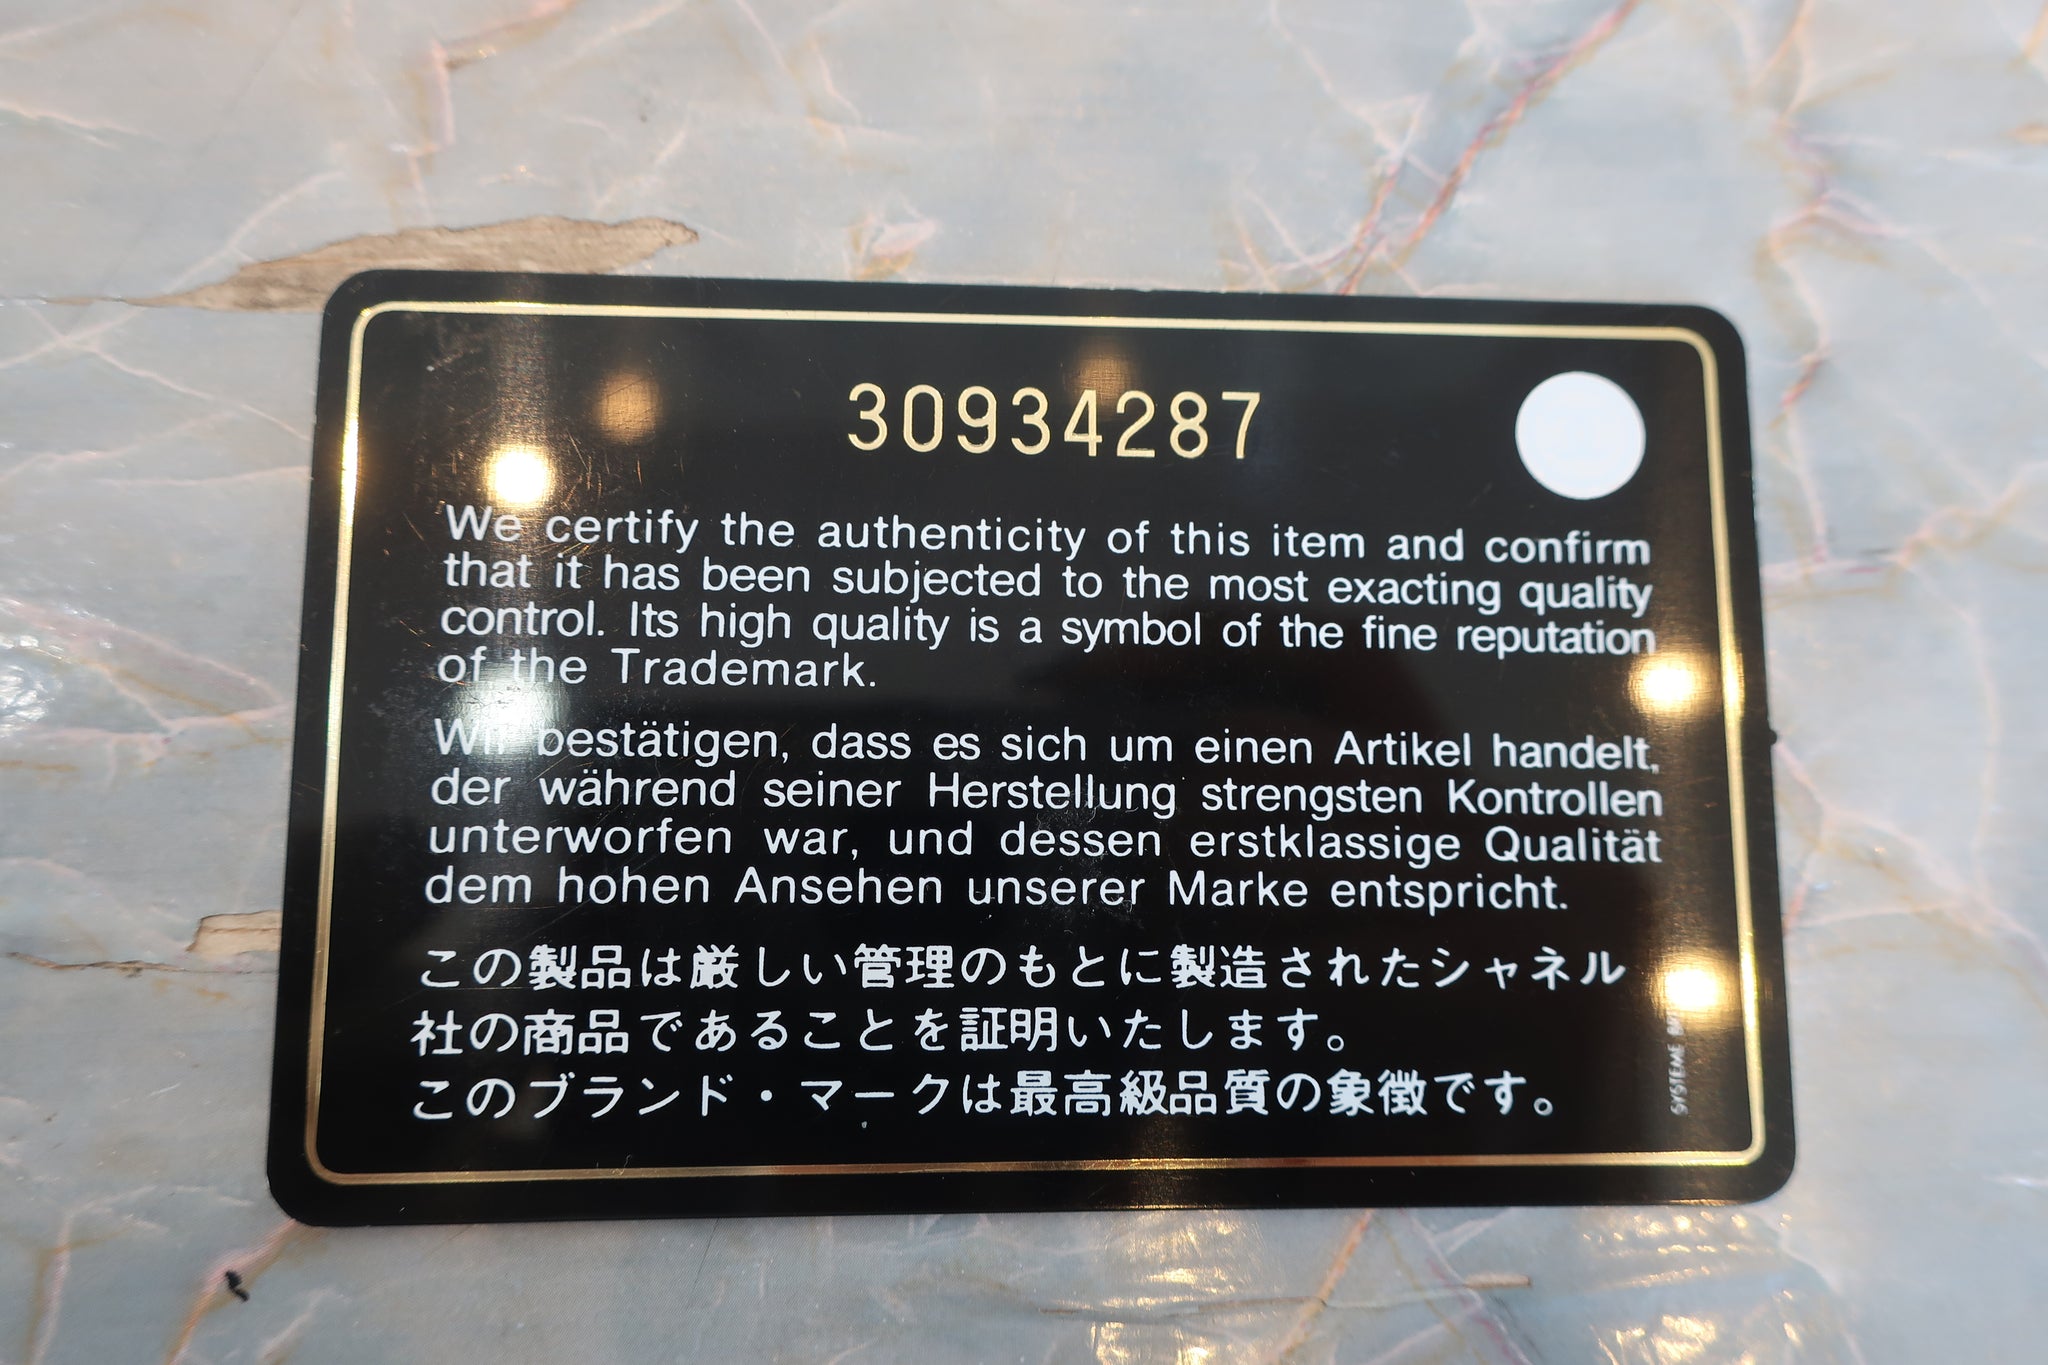 30934287
We certify the authenticity of this item and confirm
that it has been subjected to the most exacting quality
control. Its high quality is a symbol of the fine reputation
of the Trademark.
Wir bestätigen, dass es sich um einen Artikel handelt,
der während seiner Herstellung strengsten Kontrollen
unterworfen war, und dessen erstklassige Qualität
dem hohen Ansehen unserer Marke entspricht.
この製品は厳しい管理のもとに製造されたシャネル
社の商品であることを証明いたします。
このブランド・マークは最高級品質の象徴です。
SYSTEME